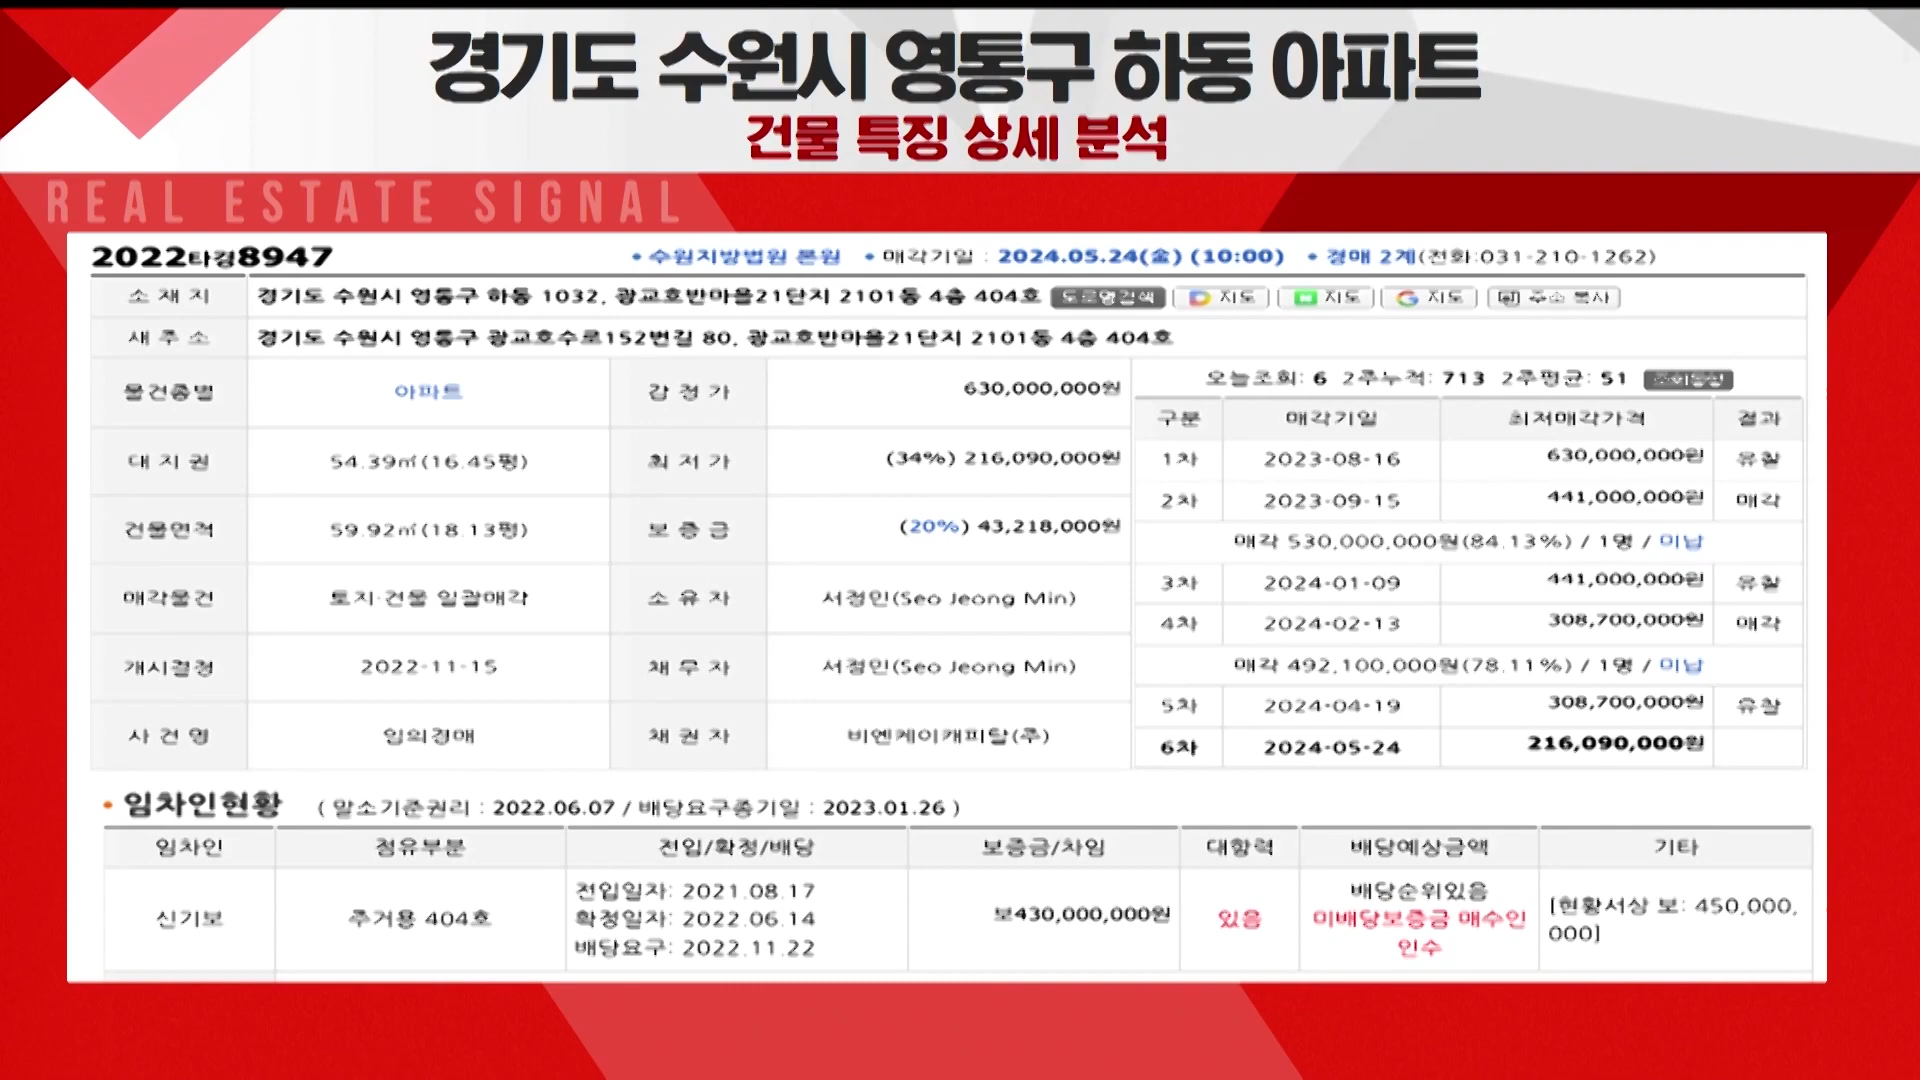 경기도 수원시 영통구 하동 아파트
건물 특징 상세 분석
REAL ESTATE SIGNAL
2022타경8947 • 수원지방법원 본원 • 매각기일 : 2024.05.24(金) (10:00) • 경매 2계(전화:031-210-1262)
소 재 지 경기도 수원시 영통구 하동 1032, 광교호반마을21단지 2101동 4층 404호 도로명검색 지도 지도 지도 주소 복사
새 주 소 경기도 수원시 영통구 광교호수로152번길 80, 광교호반마을21단지 2101동 4층 404호
물건종별 아파트 감 정 가 630,000,000원
대 지 권 54.39㎡(16.45평) 최 저 가 (34%) 216,090,000원
건물면적 59.92㎡(18.13평) 보 증 금 (20%) 43,218,000원
매각물건 토지·건물 일괄매각 소 유 자 서정민(Seo Jeong Min)
개시결정 2022-11-15 채 무 자 서정민(Seo Jeong Min)
사 건 명 임의경매 채 권 자 비엔케이캐피탈(주)
오늘조회: 6 2주누적: 713 2주평균: 51
구분 매각기일 최저매각가격 결과
1차 2023-08-16 630,000,000원 유찰
2차 2023-09-15 441,000,000원 매각
매각 530,000,000원(84.13%) / 1명 / 미납
3차 2024-01-09 441,000,000원 유찰
4차 2024-02-13 308,700,000원 매각
매각 492,100,000원(78.11%) / 1명 / 미납
5차 2024-04-19 308,700,000원 유찰
6차 2024-05-24 216,090,000원
• 임차인현황 ( 말소기준권리 : 2022.06.07 / 배당요구종기일 : 2023.01.26 )
임차인 점유부분 전입/확정/배당 보증금/차임 대항력 배당예상금액 기타
신기보 주거용 404호
전입일자: 2021.08.17
확정일자: 2022.06.14
배당요구: 2022.11.22
보430,000,000원
있음
배당순위있음
미배당보증금 매수인
인수
[현황서상 보: 450,000,
000]